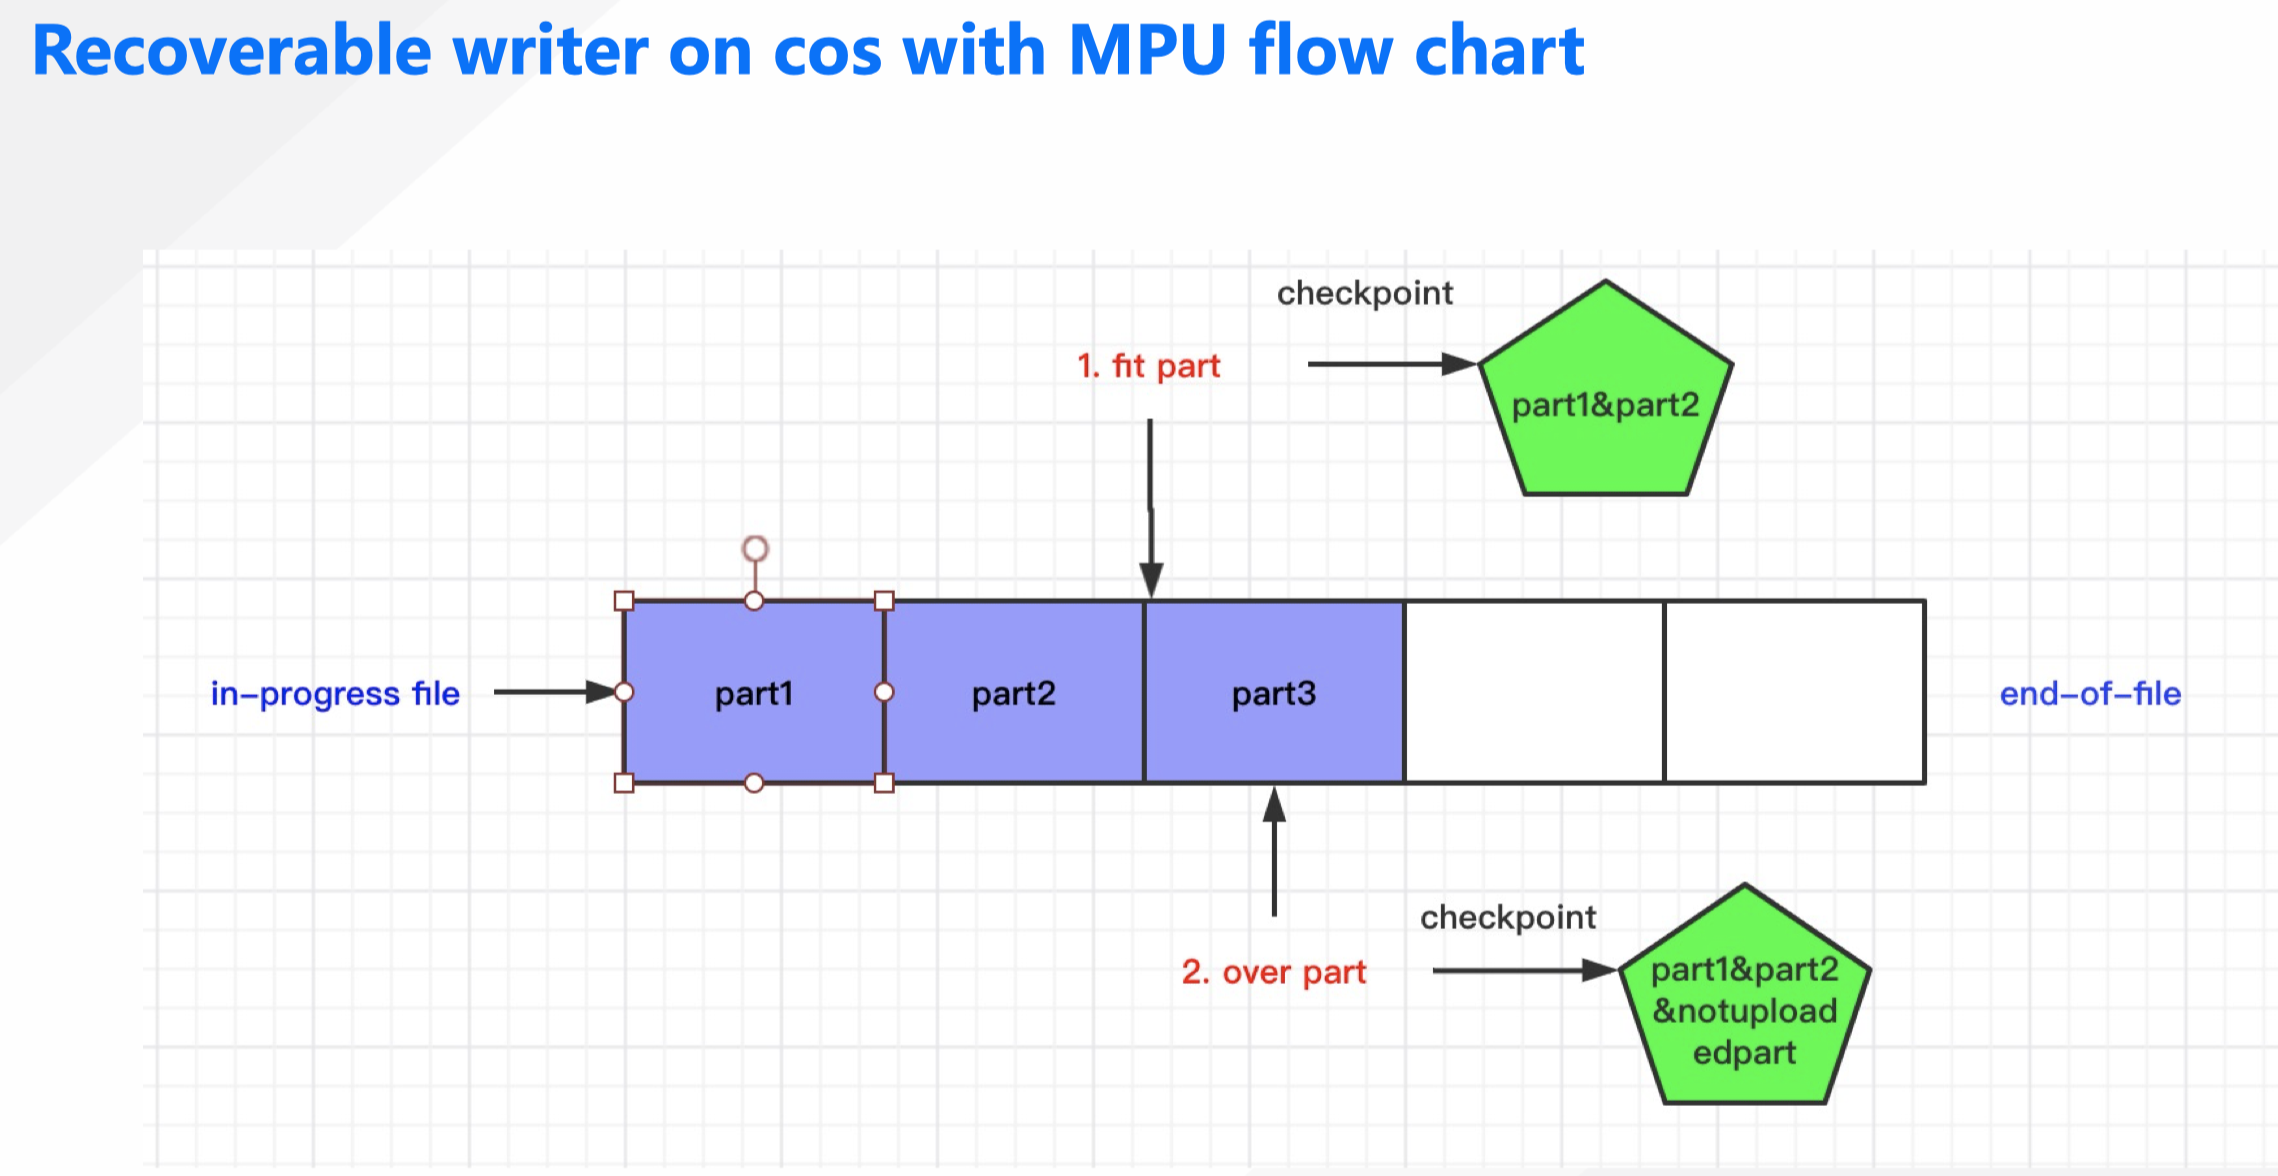 Recoverable writer on cos with MPU flow chart
checkpoint
1. fit part
part1&part2
in-progress file
part1
part2
part3
end-of-file
checkpoint
2. over part
part1&part2
&notupload
edpart